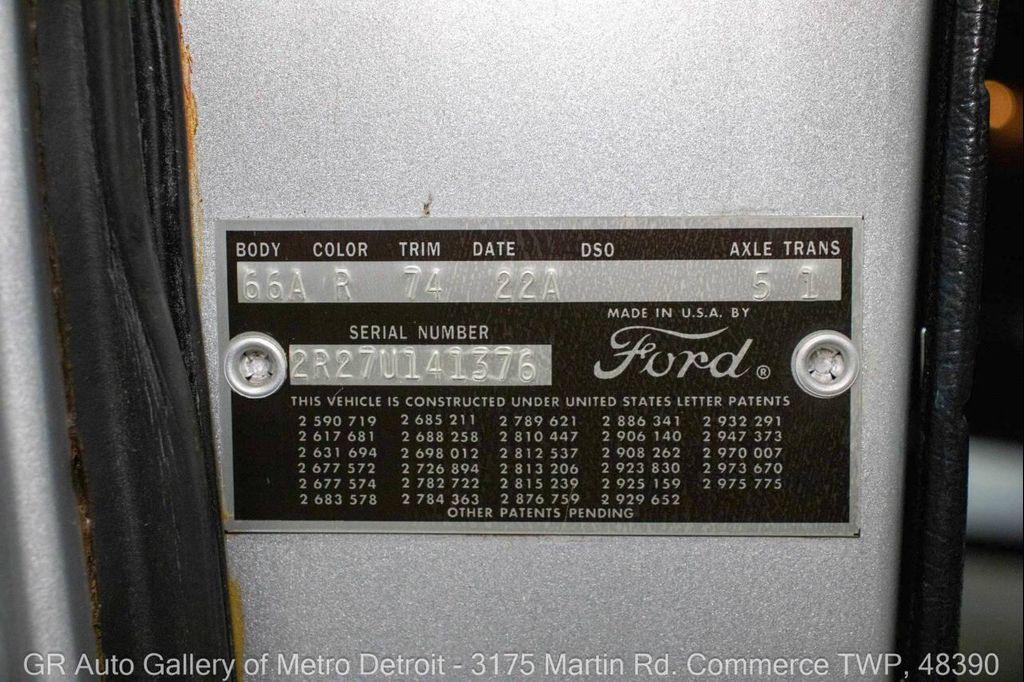 BODY COLOR TRIM DATE DSO AXLE TRANS
66A R 74 22A 5 1
MADE IN U.S.A. BY
SERIAL NUMBER
Ford®
2R27U141376
THIS VEHICLE IS CONSTRUCTED UNDER UNITED STATES LETTER PATENTS
2 590 719 2 685 211 2 789 621 2 886 341 2 932 291
2 617 681 2 688 258 2 810 447 2 906 140 2 947 373
2 631 694 2 698 012 2 812 537 2 908 262 2 970 007
2 677 572 2 726 894 2 813 206 2 923 830 2 973 670
2 677 574 2 782 722 2 815 239 2 925 159 2 975 775
2 683 578 2 784 363 2 876 759 2 929 652
OTHER PATENTS PENDING
GR Auto Gallery of Metro Detroit - 3175 Martin Rd. Commerce TWP, 48390